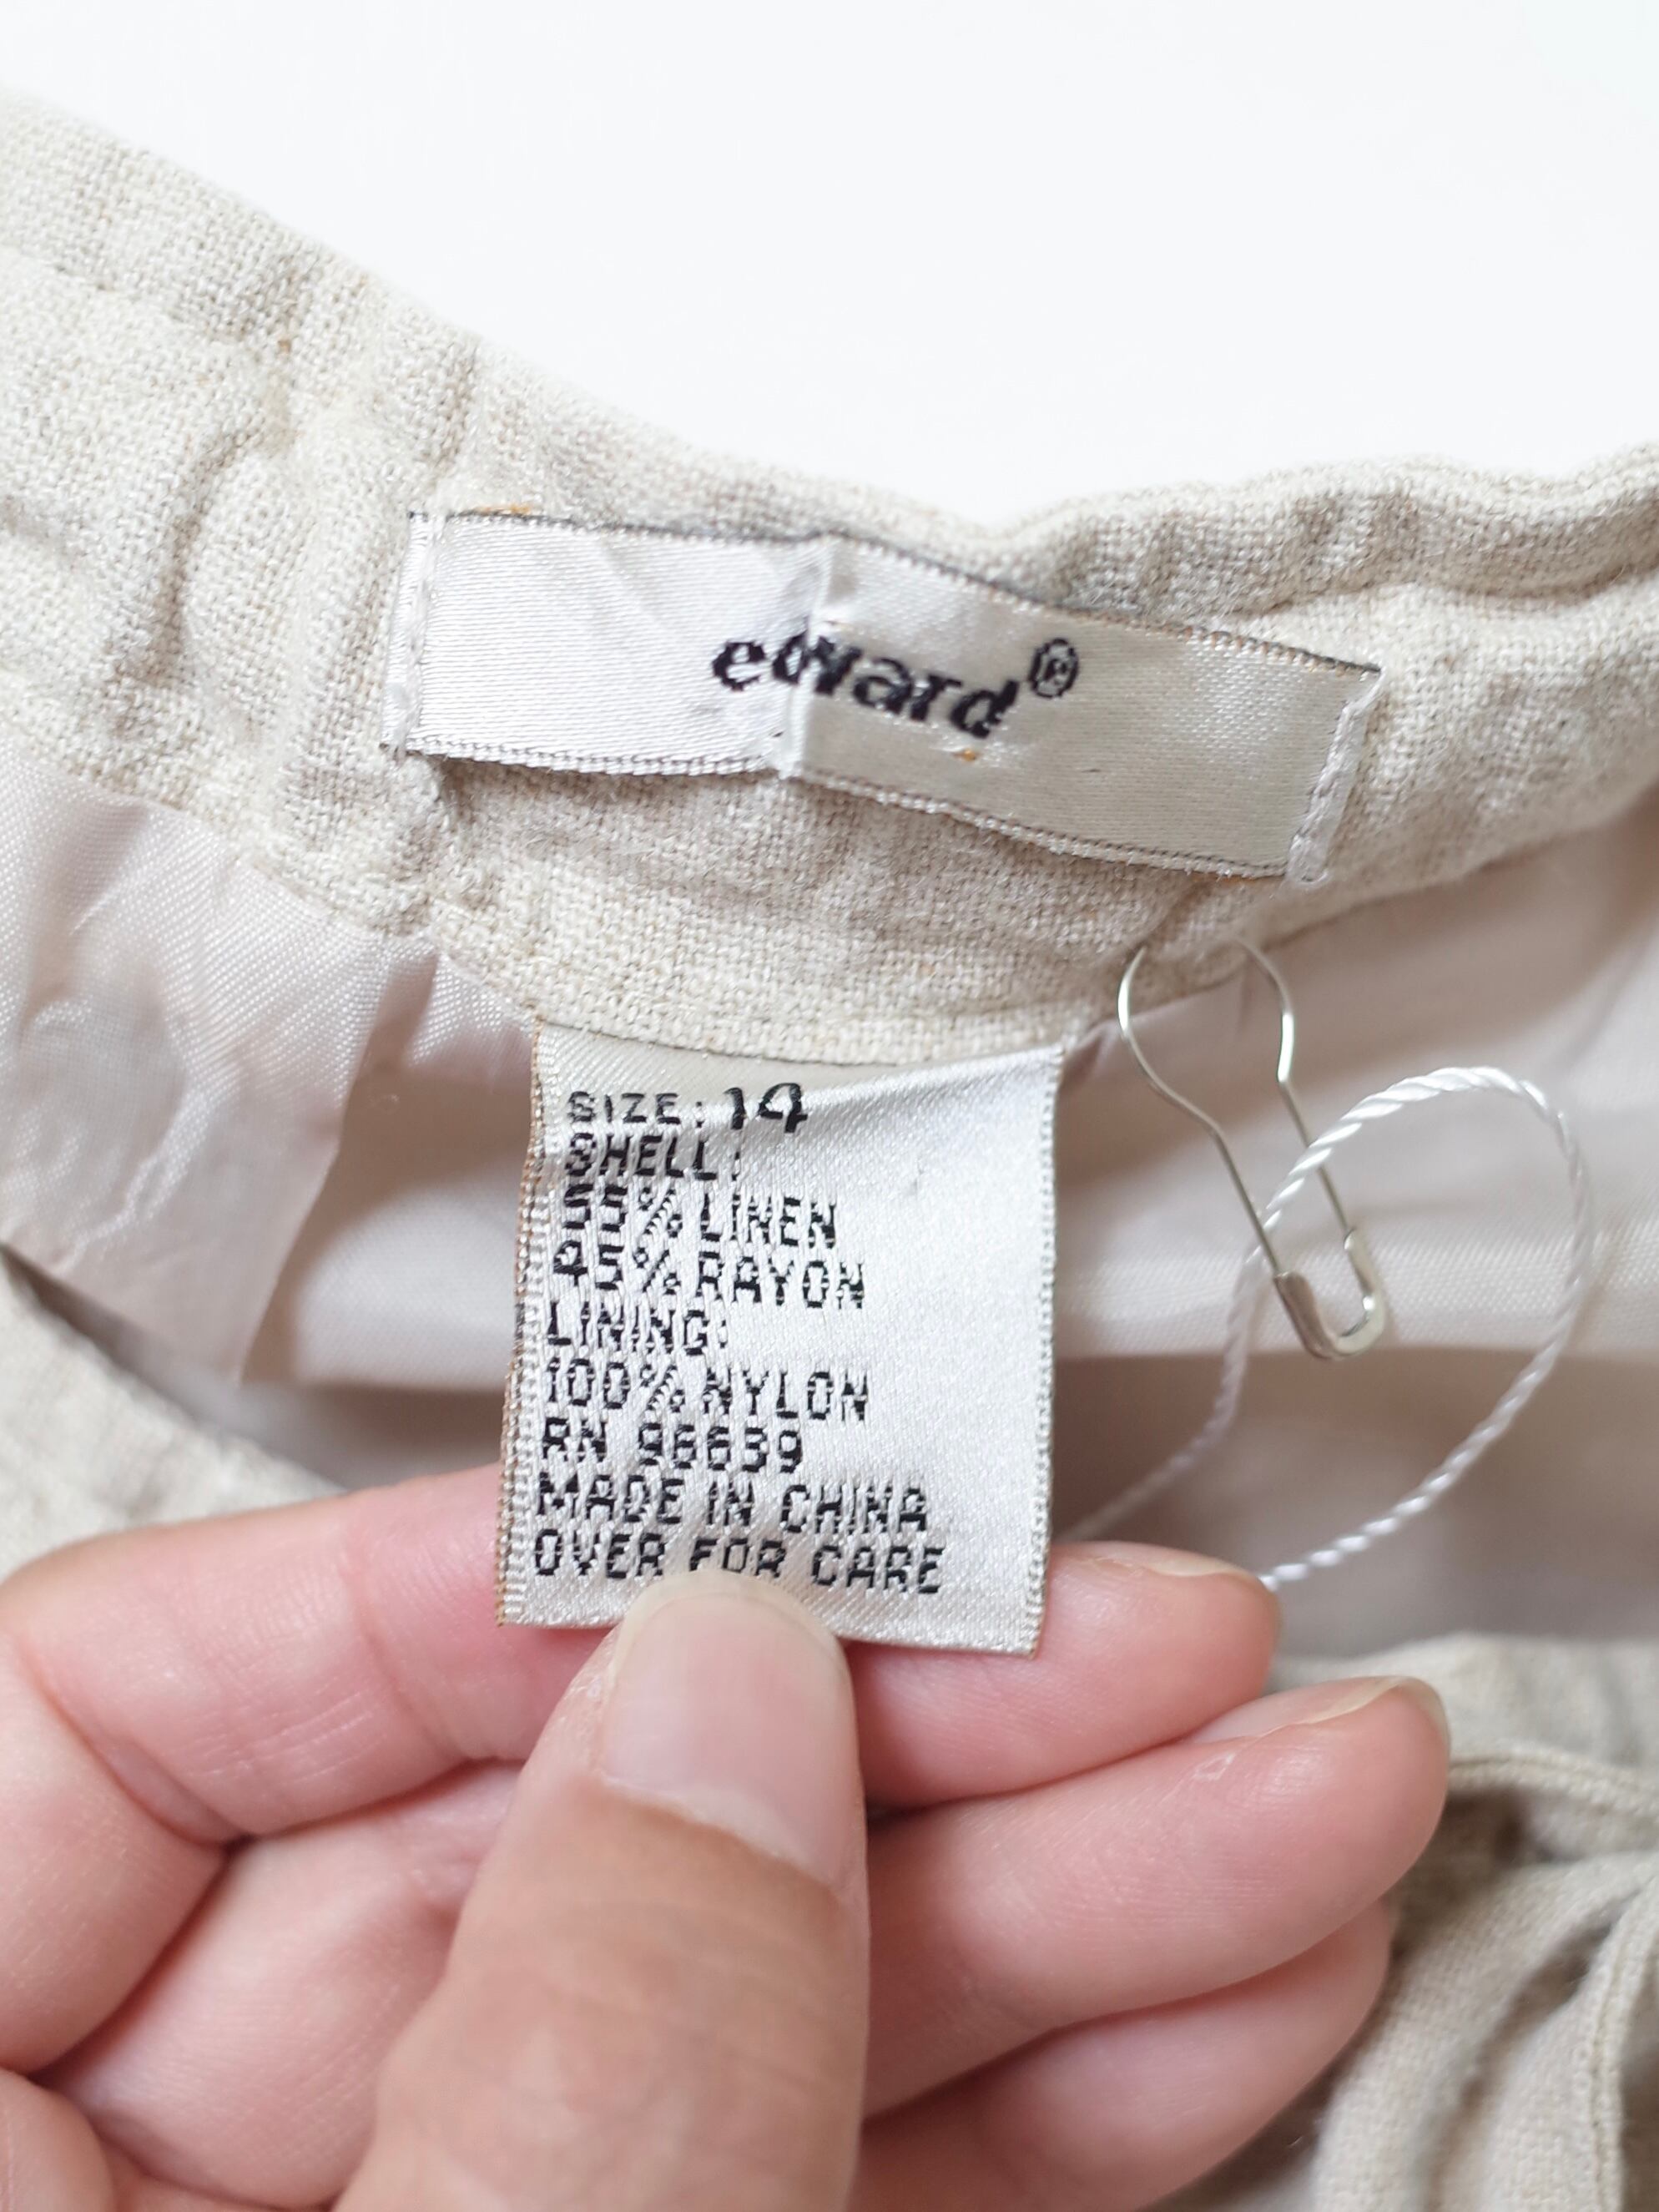 edward®
SIZE: 14
SHELL:
55% LINEN
45% RAYON
LINING:
100% NYLON
RN 96639
MADE IN CHINA
OVER FOR CARE